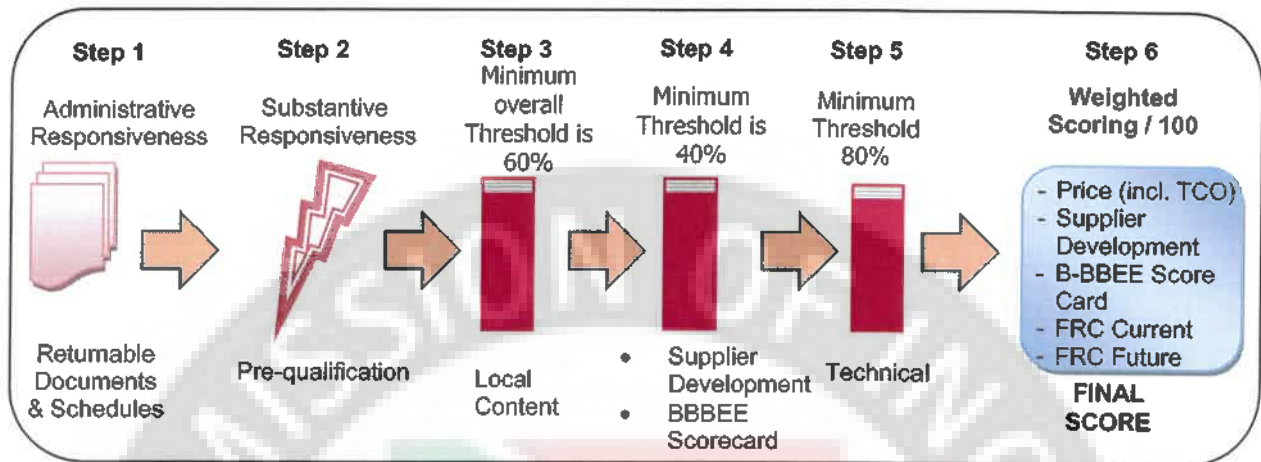 Step 1
Administrative
Responsiveness
Returnable
Documents
& Schedules
Step 2
Substantive
Responsiveness
Pre-qualification
Step 3
Minimum
overall
Threshold is
60%
Local
Content
Step 4
Minimum
Threshold is
40%
• Supplier
Development
• BBBEE
Scorecard
Step 5
Minimum
Threshold
80%
Technical
Step 6
Weighted
Scoring / 100
- Price (incl. TCO)
- Supplier
Development
- B-BBEE Score
Card
- FRC Current
- FRC Future
FINAL
SCORE
MISSION OF INQ